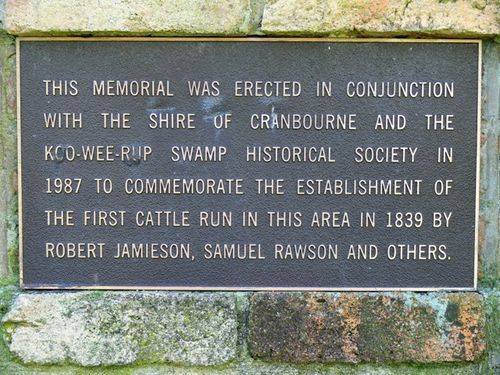 THIS MEMORIAL WAS ERECTED IN CONJUNCTION
WITH THE SHIRE OF CRANBOURNE AND THE
KOO-WEE-RUP SWAMP HISTORICAL SOCIETY IN
1987 TO COMMEMORATE THE ESTABLISHMENT OF
THE FIRST CATTLE RUN IN THIS AREA IN 1839 BY
ROBERT JAMIESON, SAMUEL RAWSON AND OTHERS.